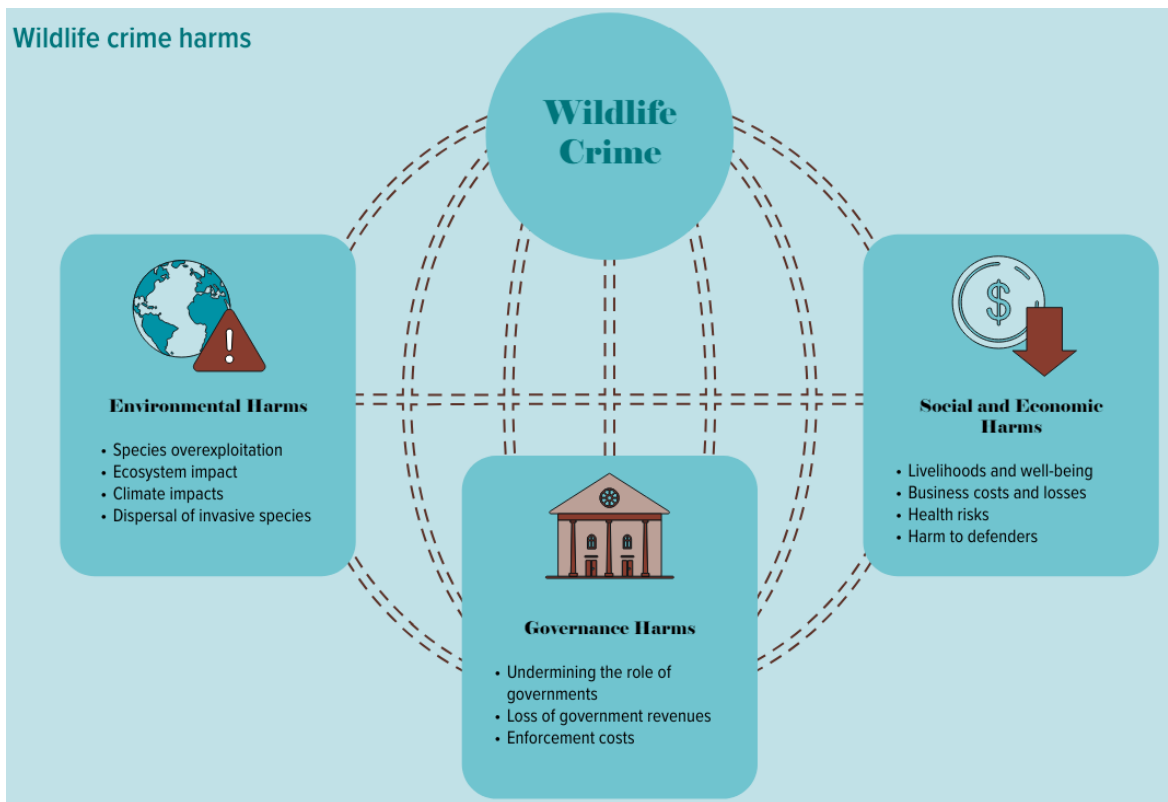 Wildlife crime harms
Wildlife
Crime
Environmental Harms
• Species overexploitation
• Ecosystem impact
• Climate impacts
• Dispersal of invasive species
$
Social and Economic
Harms
• Livelihoods and well-being
• Business costs and losses
• Health risks
• Harm to defenders
Governance Harms
• Undermining the role of
governments
• Loss of government revenues
• Enforcement costs